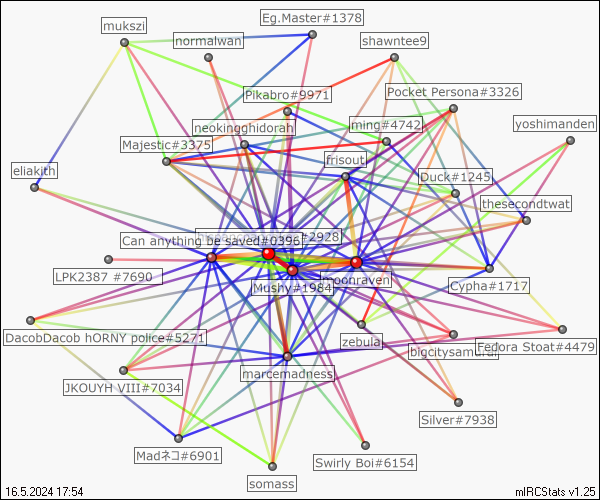 Eg.Master#1378
mukszi
normalwan
shawntee9
Pikabro#9971
Pocket Persona#3326
neokingghidorah
ming#4742
yoshimanden
Majestic#3375
frisout
eliakith
Duck#1245
thesecondtwat
#2928
Can anything be saved#0396
LPK2387 #7690
Mushy#1984
moonraven
Cypha#1717
DacobDacob hORNY police#5271
zebula
bigcitysamurai
Fedora Stoat#4479
marcemadness
JKOUYH VIII#7034
Silver#7938
Madネコ#6901
Swirly Boi#6154
somass
16.5.2024 17:54
mIRCStats v1.25